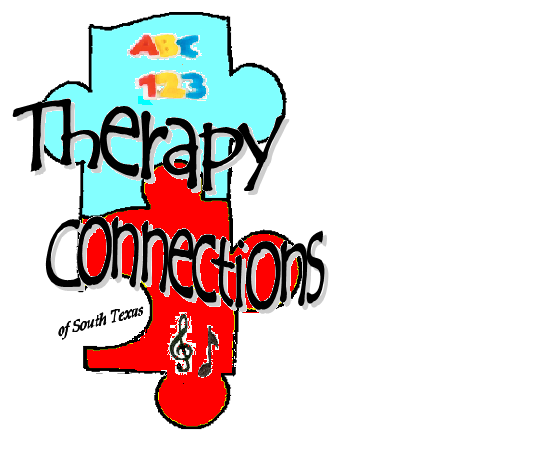 ABC
123
Therapy
connections
of South Texas